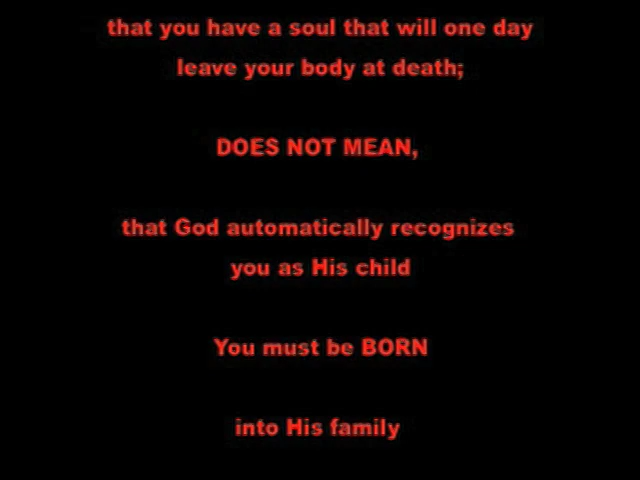 that you have a soul that will one day
leave your body at death;
DOES NOT MEAN,
that God automatically recognizes
you as His child
You must be BORN
into His family